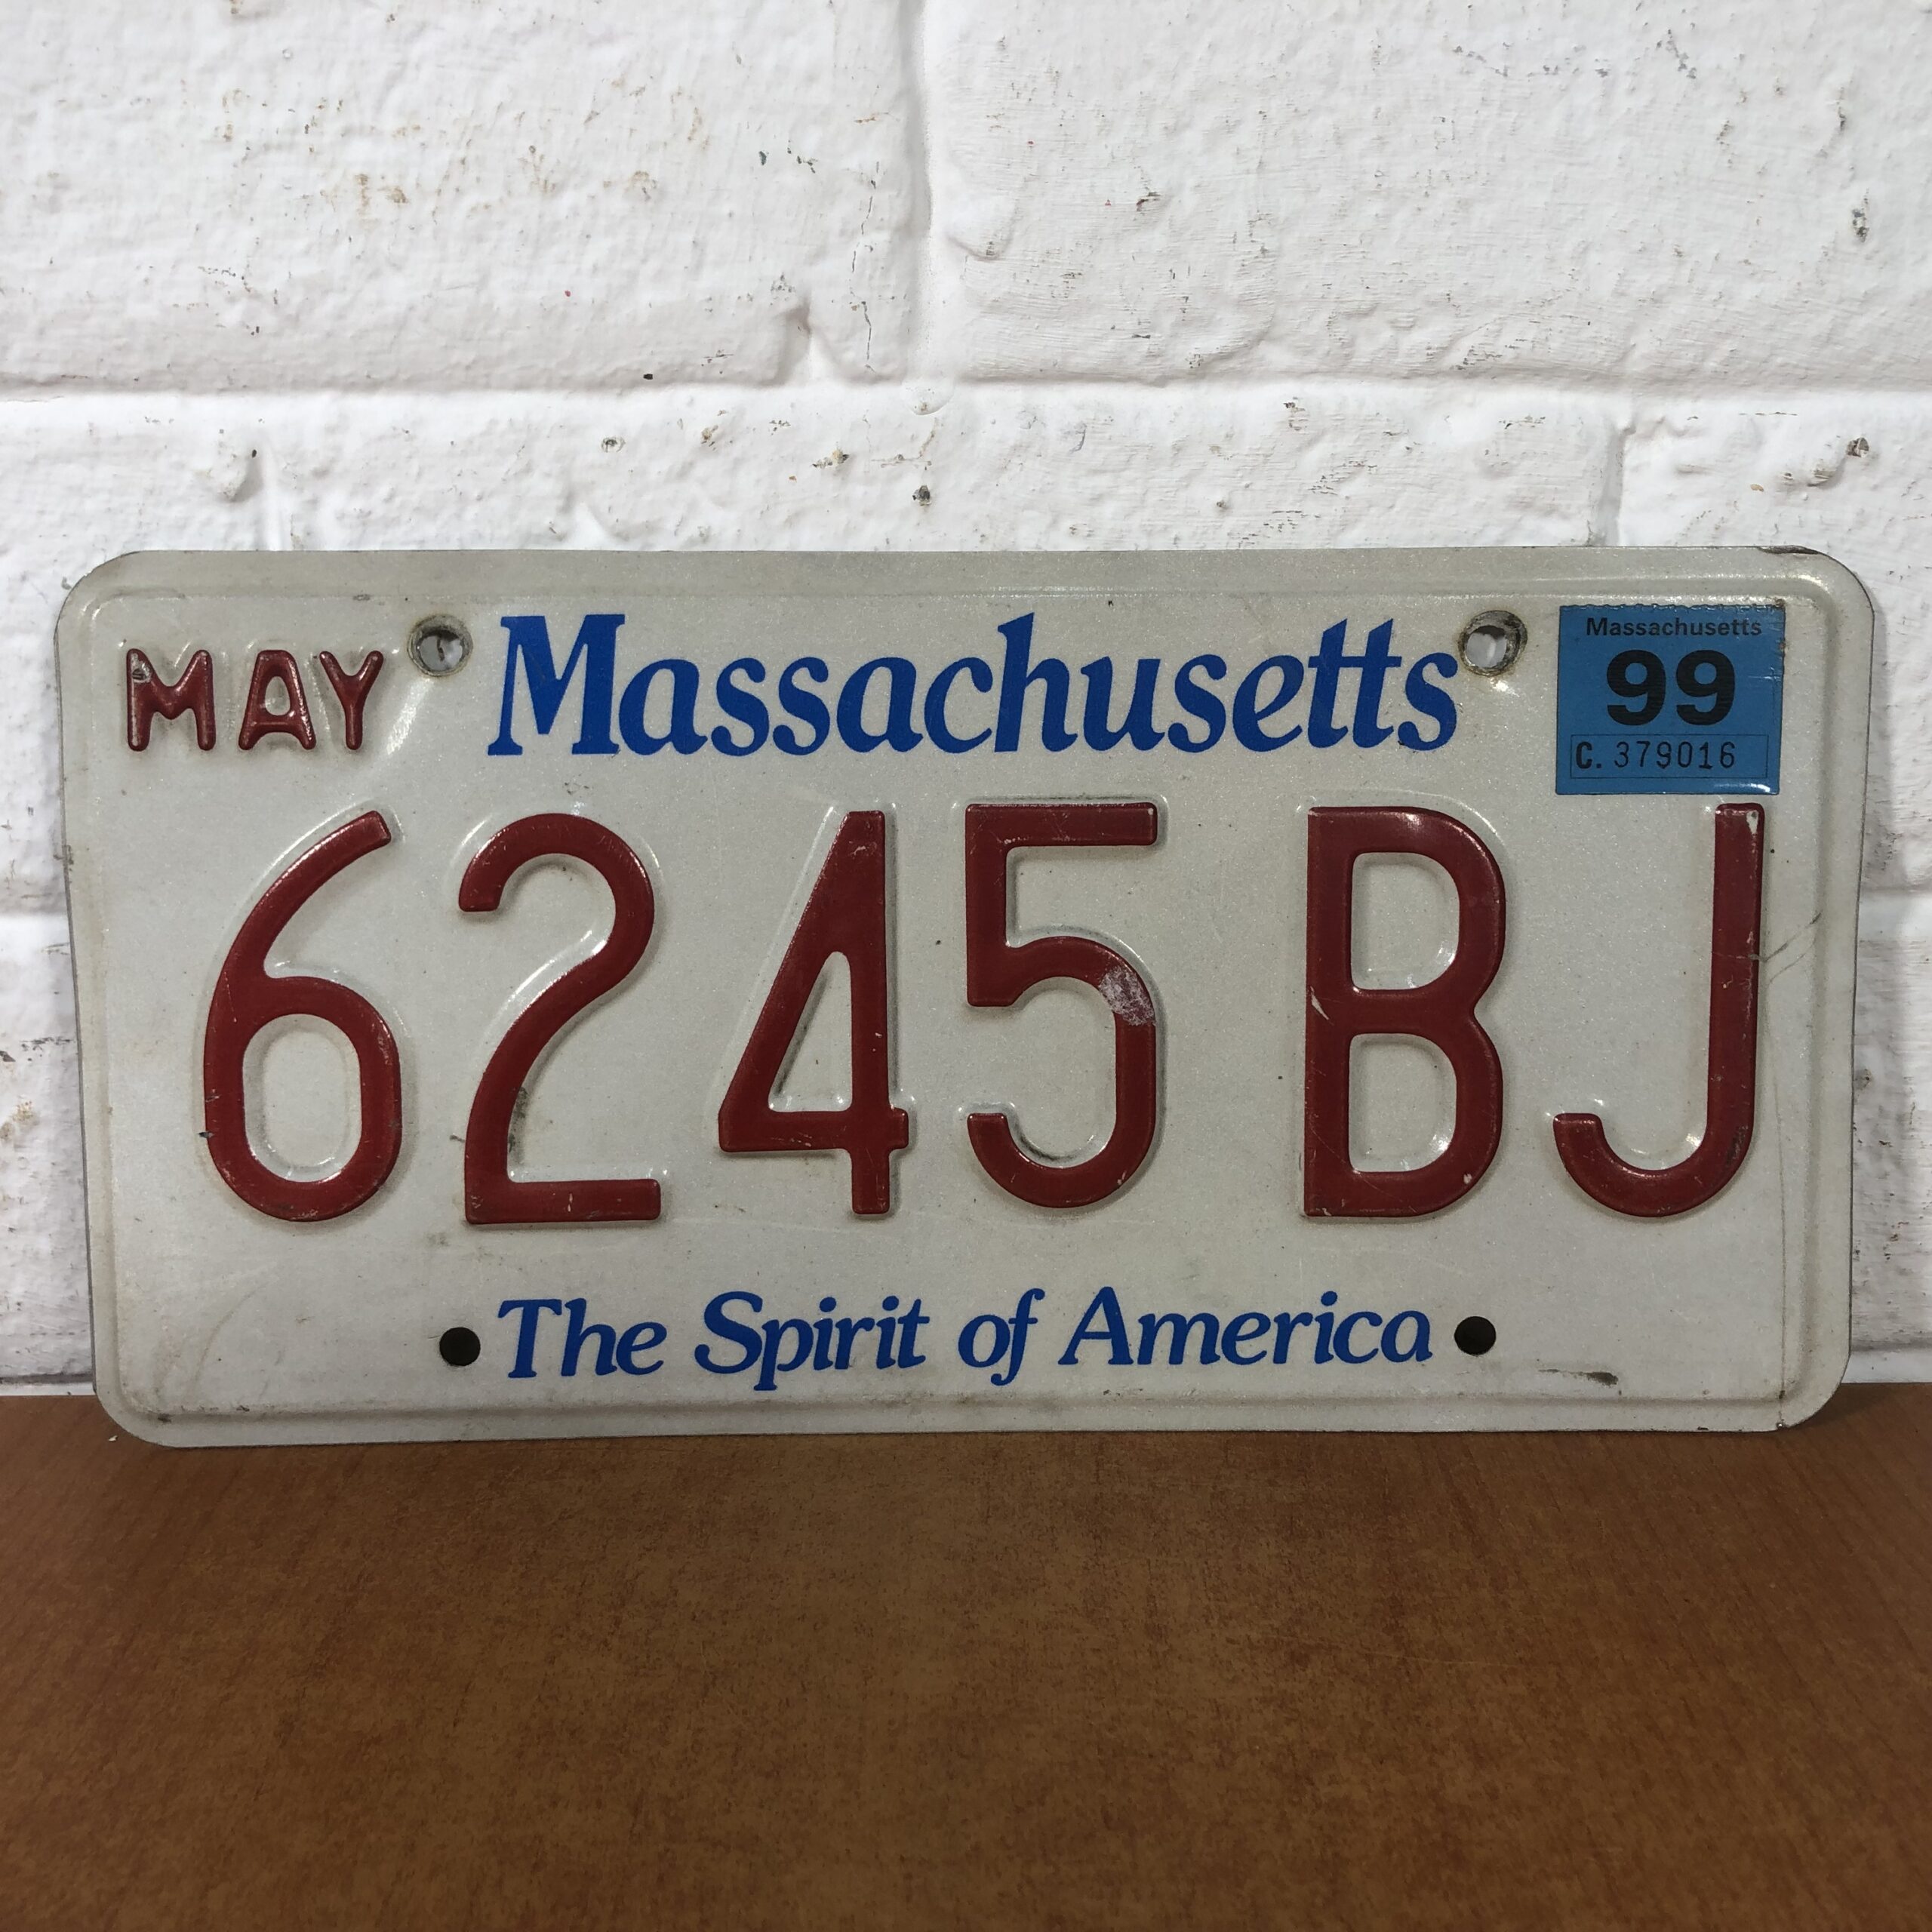 MAY Massachusetts
Massachusetts
99
C. 379016
6245 BJ
The Spirit of America